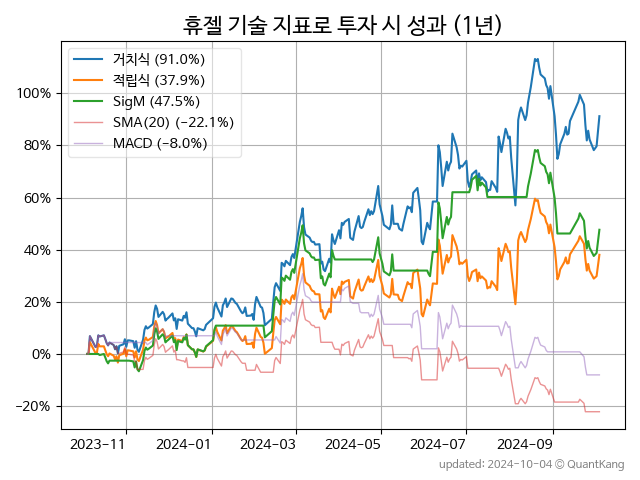 휴젤 기술 지표로 투자 시 성과 (1년)
거치식 (91.0%)
적립식 (37.9%)
SigM (47.5%)
SMA(20) (−22.1%)
MACD (−8.0%)
100%
80%
60%
40%
20%
0%
−20%
2023-11 2024-01 2024-03 2024-05 2024-07 2024-09
updated: 2024-10-04 © QuantKang